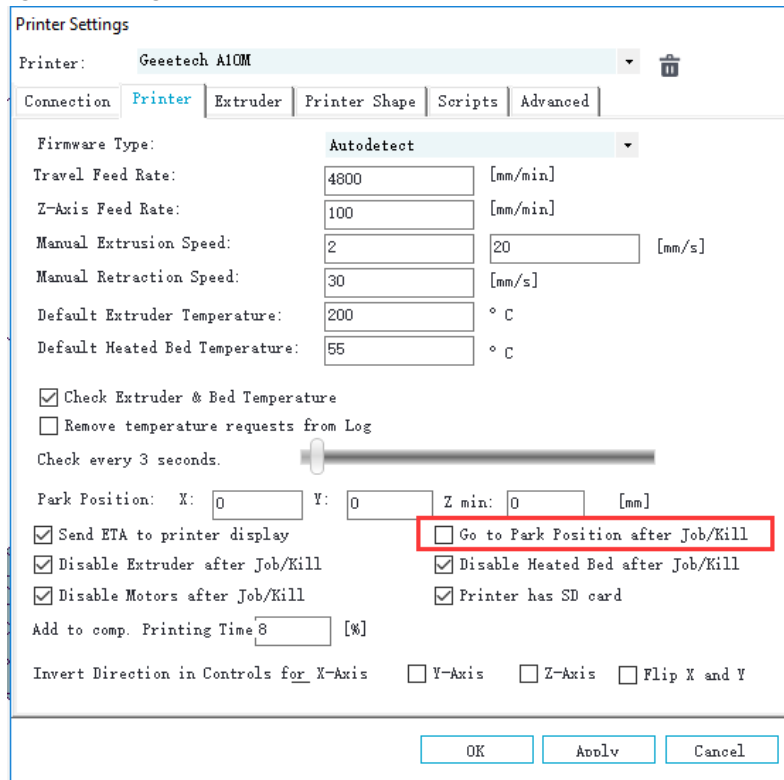 Printer Settings
Printer: Geeetech A10M
Connection Printer Extruder Printer Shape Scripts Advanced
Firmware Type: Autodetect
Travel Feed Rate: 4800 [mm/min]
Z-Axis Feed Rate: 100 [mm/min]
Manual Extrusion Speed: 2 20 [mm/s]
Manual Retraction Speed: 30 [mm/s]
Default Extruder Temperature: 200 ° C
Default Heated Bed Temperature: 55 ° C
Check Extruder & Bed Temperature
Remove temperature requests from Log
Check every 3 seconds.
Park Position: X: 0 Y: 0 Z min: 0 [mm]
Send ETA to printer display Go to Park Position after Job/Kill
Disable Extruder after Job/Kill Disable Heated Bed after Job/Kill
Disable Motors after Job/Kill Printer has SD card
Add to comp. Printing Time 8 [%]
Invert Direction in Controls for X-Axis Y-Axis Z-Axis Flip X and Y
OK Apply Cancel